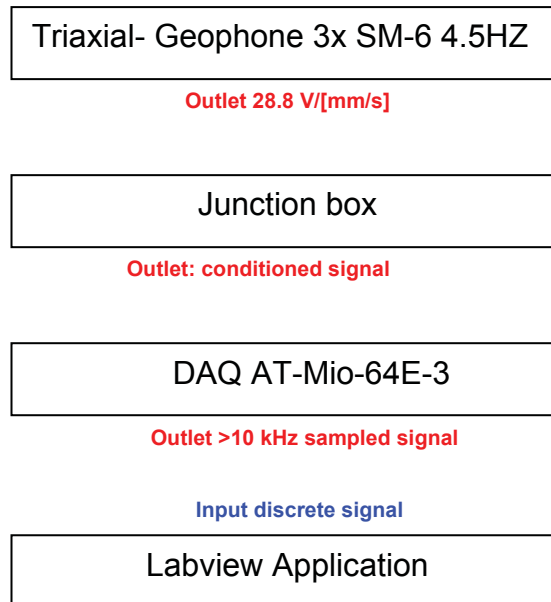 Triaxial- Geophone 3x SM-6 4.5HZ
Outlet 28.8 V/[mm/s]
Junction box
Outlet: conditioned signal
DAQ AT-Mio-64E-3
Outlet >10 kHz sampled signal
Input discrete signal
Labview Application